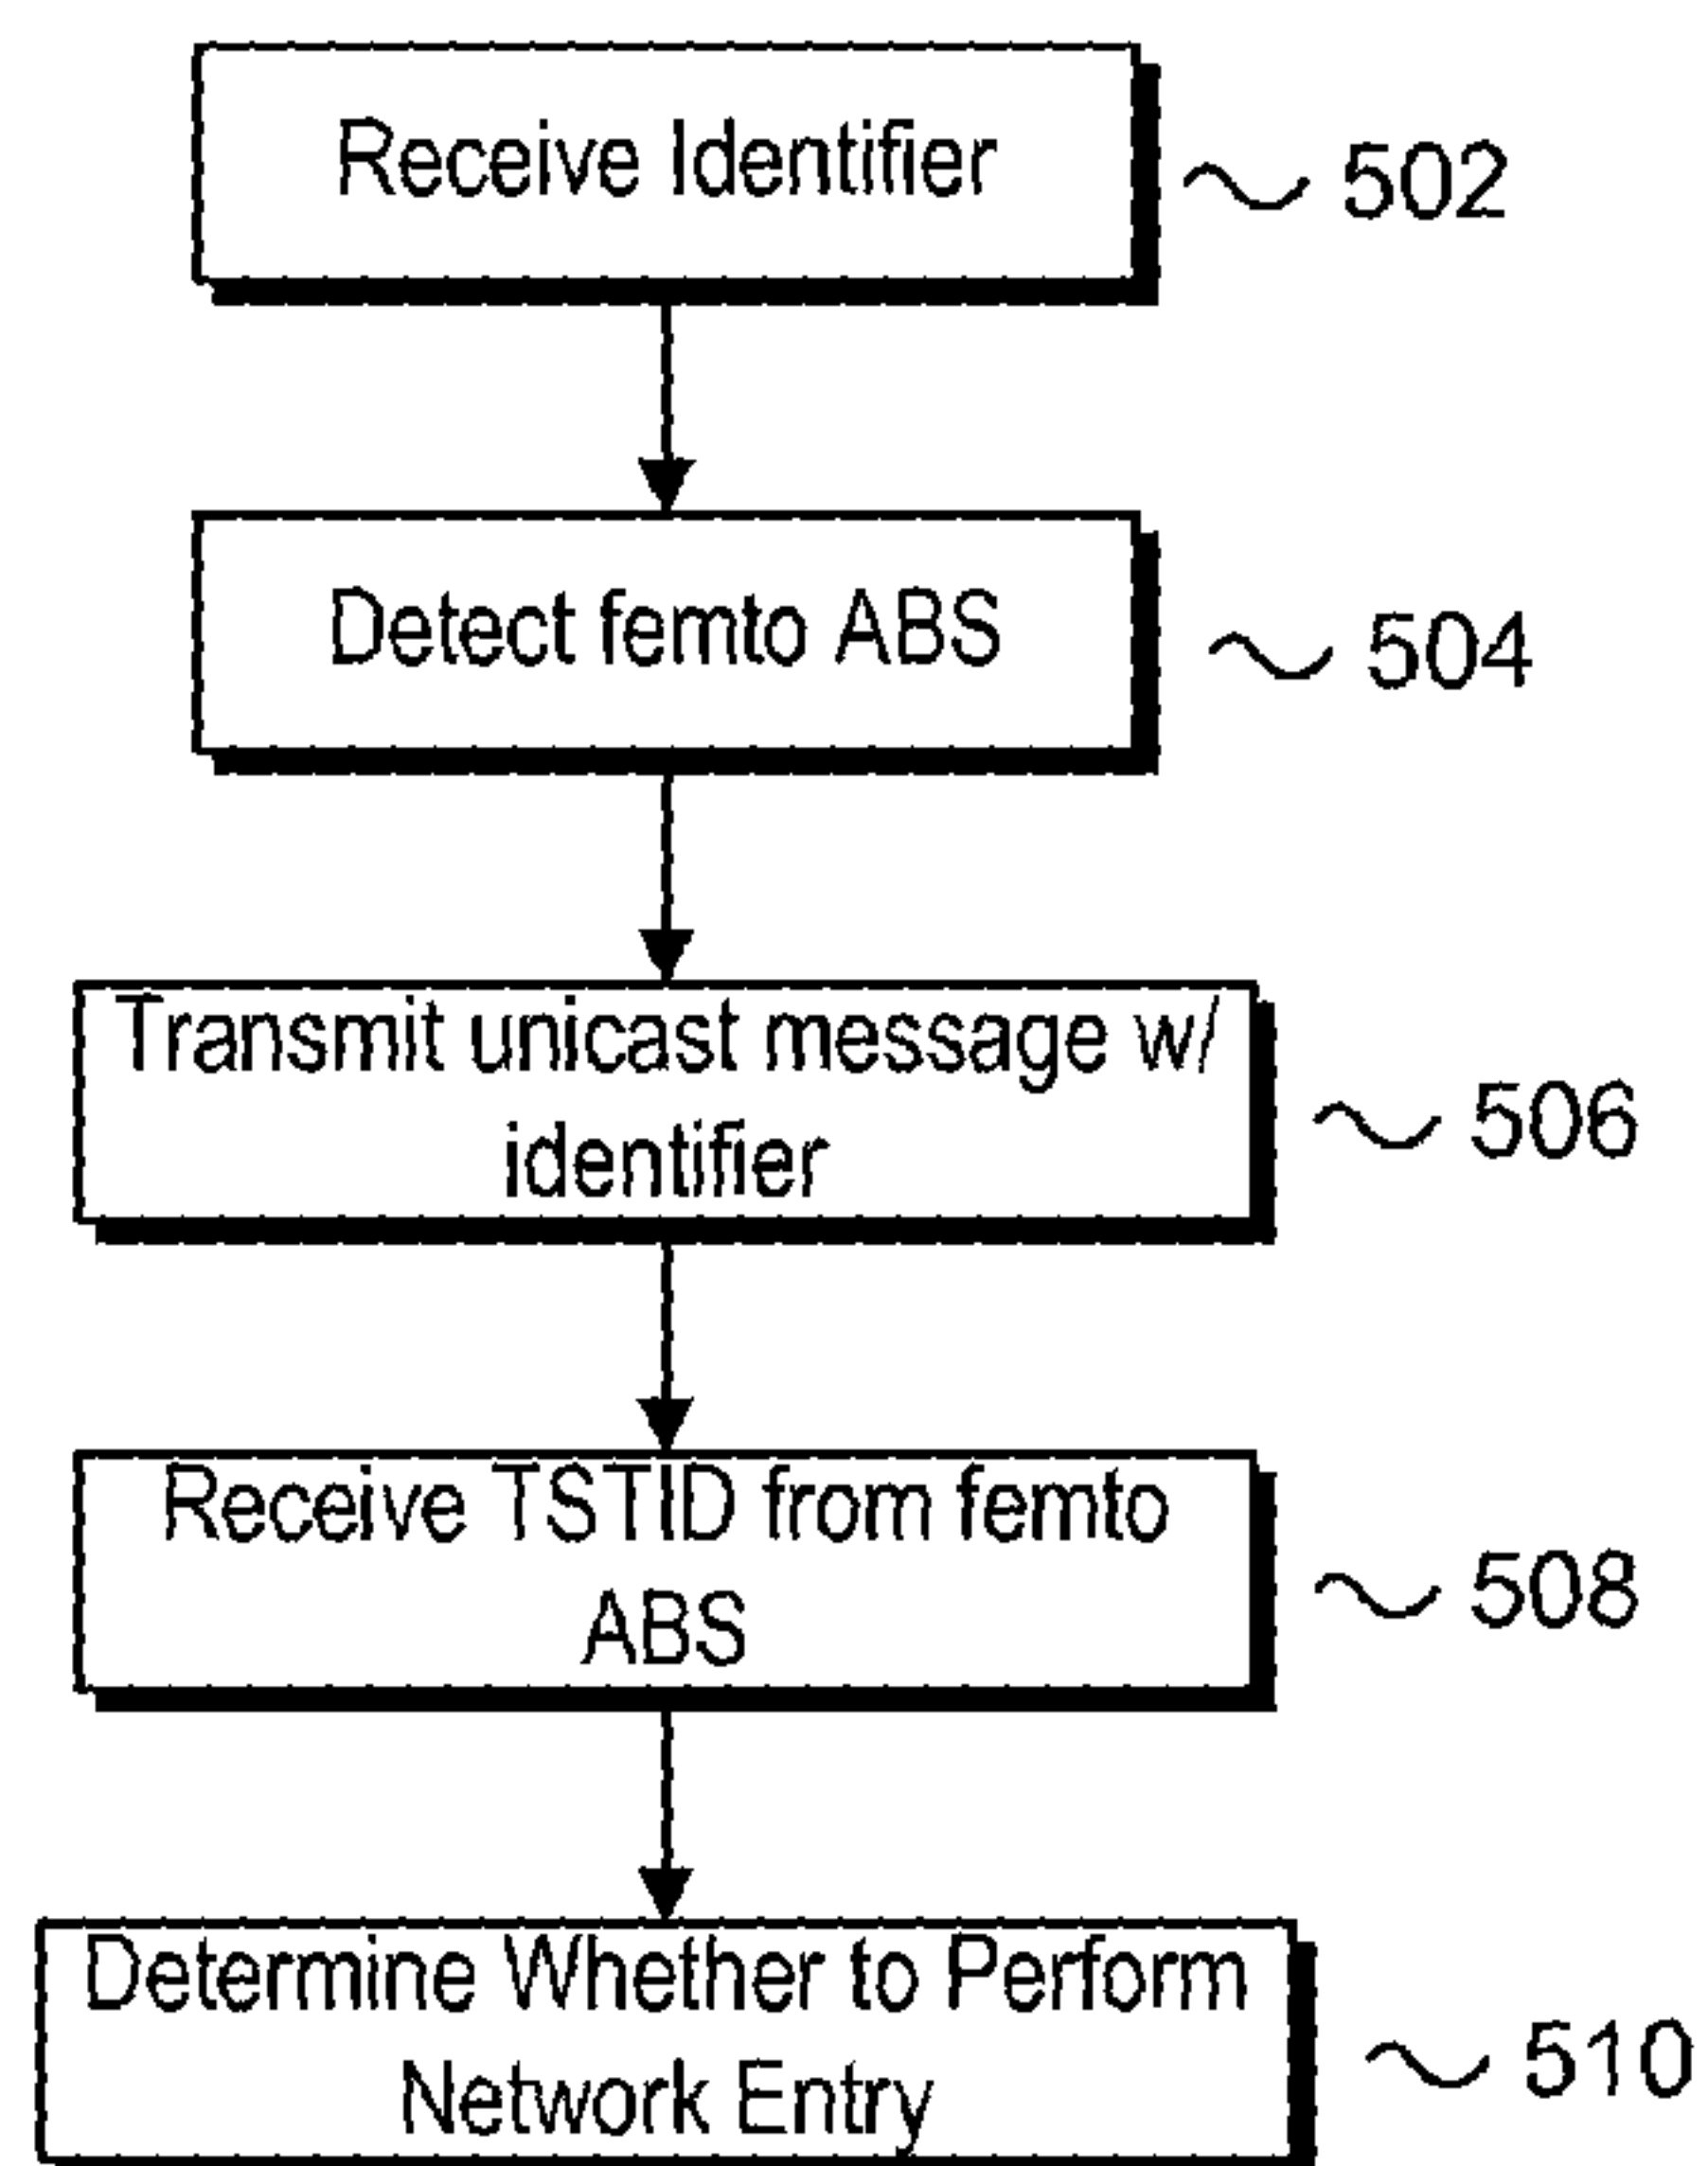 Receive Identifier
502
Detect femto ABS
504
Transmit unicast message w/
identifier
506
Receive TSTID from femto
ABS
508
Determine Whether to Perform
Network Entry
510